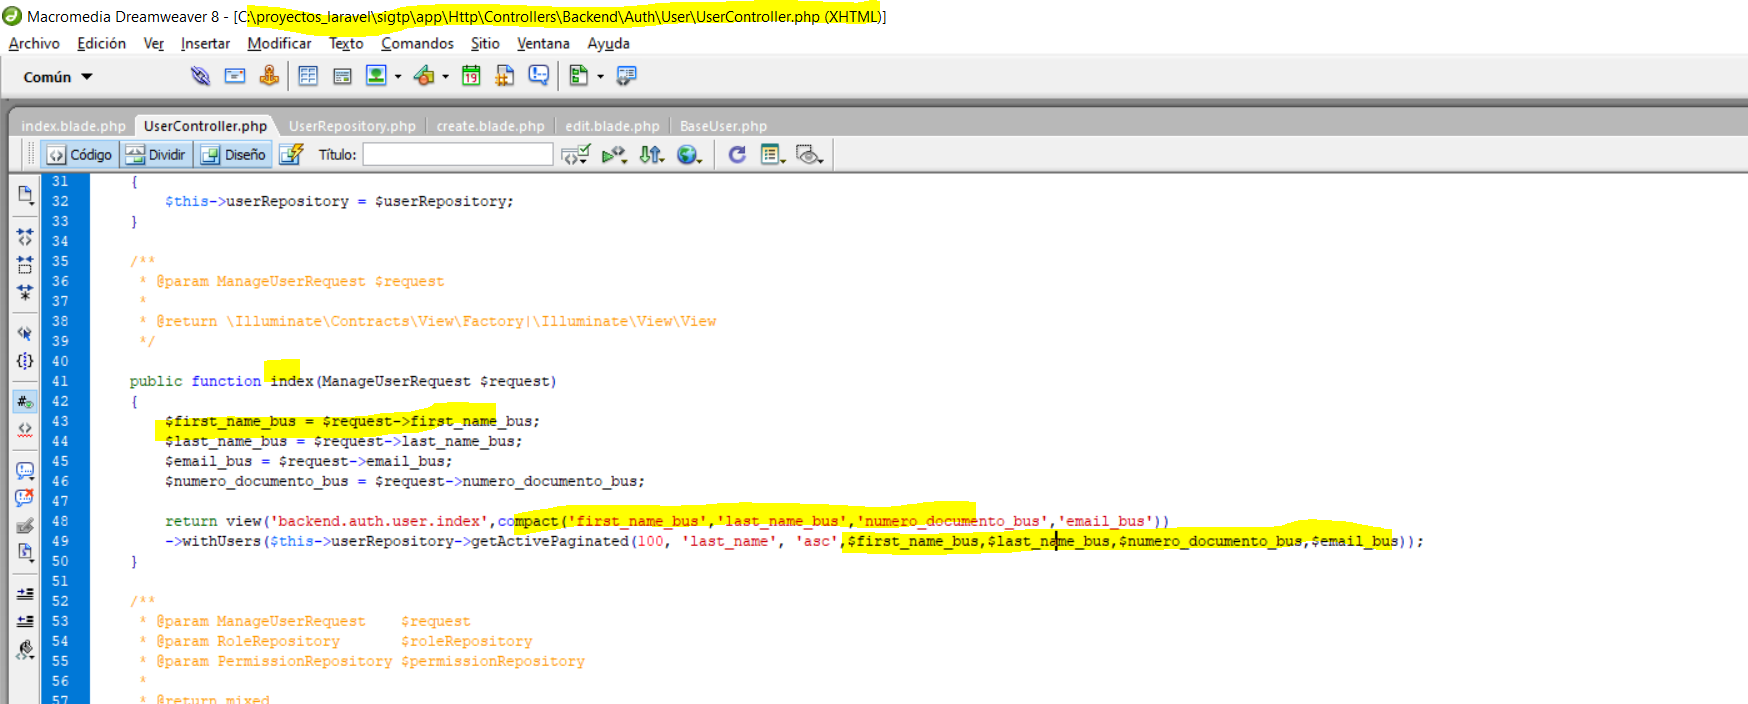 Macromedia Dreamweaver 8 - [C:\proyectos_laravel\sigtp\app\Http\Controllers\Backend\Auth\User\UserController.php (XHTML)]
Archivo Edición Ver Insertar Modificar Texto Comandos Sitio Ventana Ayuda
Común
19
index.blade.php UserController.php UserRepository.php create.blade.php edit.blade.php BaseUser.php
Código Dividir Diseño Título:
31 {
32 $this->userRepository = $userRepository;
33 }
34
35 /**
36 * @param ManageUserRequest $request
37 *
38 * @return \Illuminate\Contracts\View\Factory|\Illuminate\View\View
39 */
40
41 public function index(ManageUserRequest $request)
42 {
43 $first_name_bus = $request->first_name_bus;
44 $last_name_bus = $request->last_name_bus;
45 $email_bus = $request->email_bus;
46 $numero_documento_bus = $request->numero_documento_bus;
47
48 return view('backend.auth.user.index',compact('first_name_bus','last_name_bus','numero_documento_bus','email_bus'))
49 ->withUsers($this->userRepository->getActivePaginated(100, 'last_name', 'asc',$first_name_bus,$last_name_bus,$numero_documento_bus,$email_bus));
50 }
51
52 /**
53 * @param ManageUserRequest $request
54 * @param RoleRepository $roleRepository
55 * @param PermissionRepository $permissionRepository
56 *
57 * @return mixed